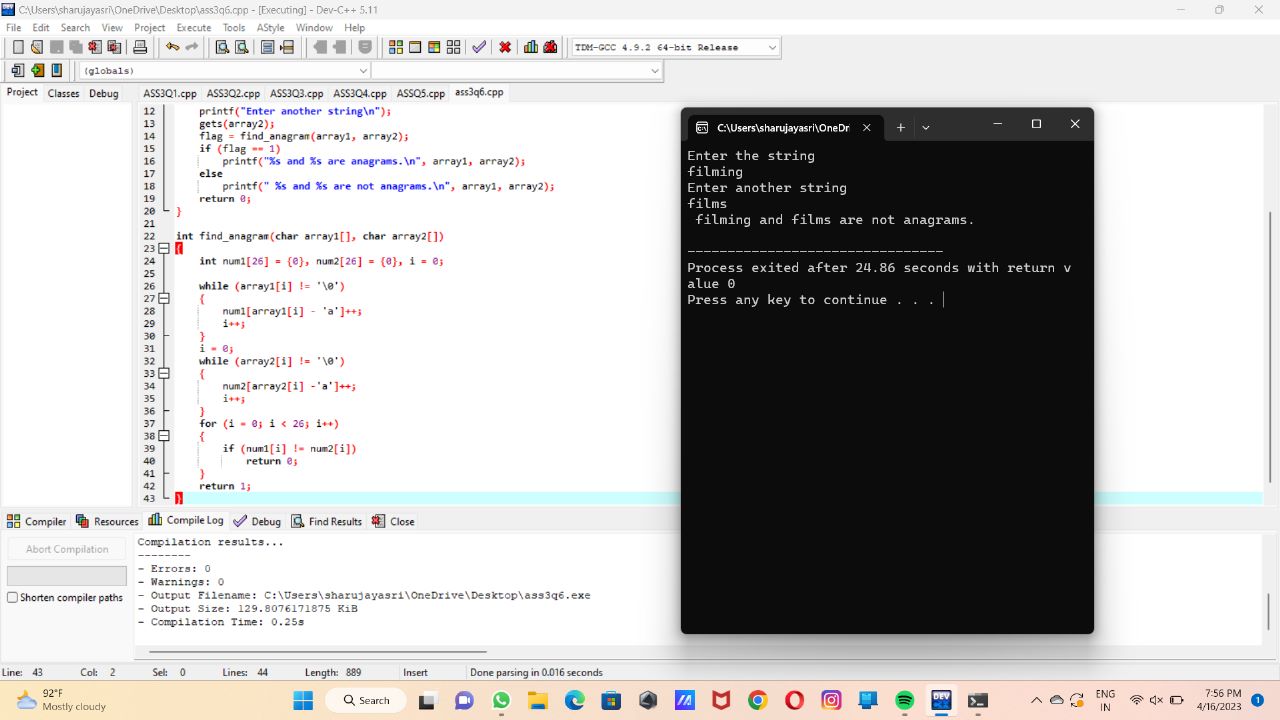 C:\Users\sharujayasri\OneDrive\Desktop\ass3q6.cpp - [Executing] - Dev-C++ 5.11
File Edit Search View Project Execute Tools AStyle Window Help
TDM-GCC 4.9.2 64-bit Release
(globals)
Project Classes Debug
ASS3Q1.cpp ASS3Q2.cpp ASS3Q3.cpp ASS3Q4.cpp ASSQ5.cpp ass3q6.cpp
12 printf("Enter another string\n");
13 gets(array2);
14 flag = find_anagram(array1, array2);
15 if (flag == 1)
16 printf("%s and %s are anagrams.\n", array1, array2);
17 else
18 printf(" %s and %s are not anagrams.\n", array1, array2);
19 return 0;
20 }
21
22 int find_anagram(char array1[], char array2[])
23 {
24 int num1[26] = {0}, num2[26] = {0}, i = 0;
25
26 while (array1[i] != '\0')
27 {
28 num1[array1[i] - 'a']++;
29 i++;
30 }
31 i = 0;
32 while (array2[i] != '\0')
33 {
34 num2[array2[i] -'a']++;
35 i++;
36 }
37 for (i = 0; i < 26; i++)
38 {
39 if (num1[i] != num2[i])
40 return 0;
41 }
42 return 1;
43 }
C:\Users\sharujayasri\OneDri
Enter the string
filming
Enter another string
films
filming and films are not anagrams.
--------------------------------
Process exited after 24.86 seconds with return v
alue 0
Press any key to continue . . .
Compiler Resources Compile Log Debug Find Results Close
Abort Compilation
Shorten compiler paths
Compilation results...
--------
- Errors: 0
- Warnings: 0
- Output Filename: C:\Users\sharujayasri\OneDrive\Desktop\ass3q6.exe
- Output Size: 129.8076171875 KiB
- Compilation Time: 0.25s
Line: 43 Col: 2 Sel: 0 Lines: 44 Length: 889 Insert Done parsing in 0.016 seconds
92°F
Mostly cloudy
Search
DEV
ENG
IN
7:56 PM
4/16/2023
1